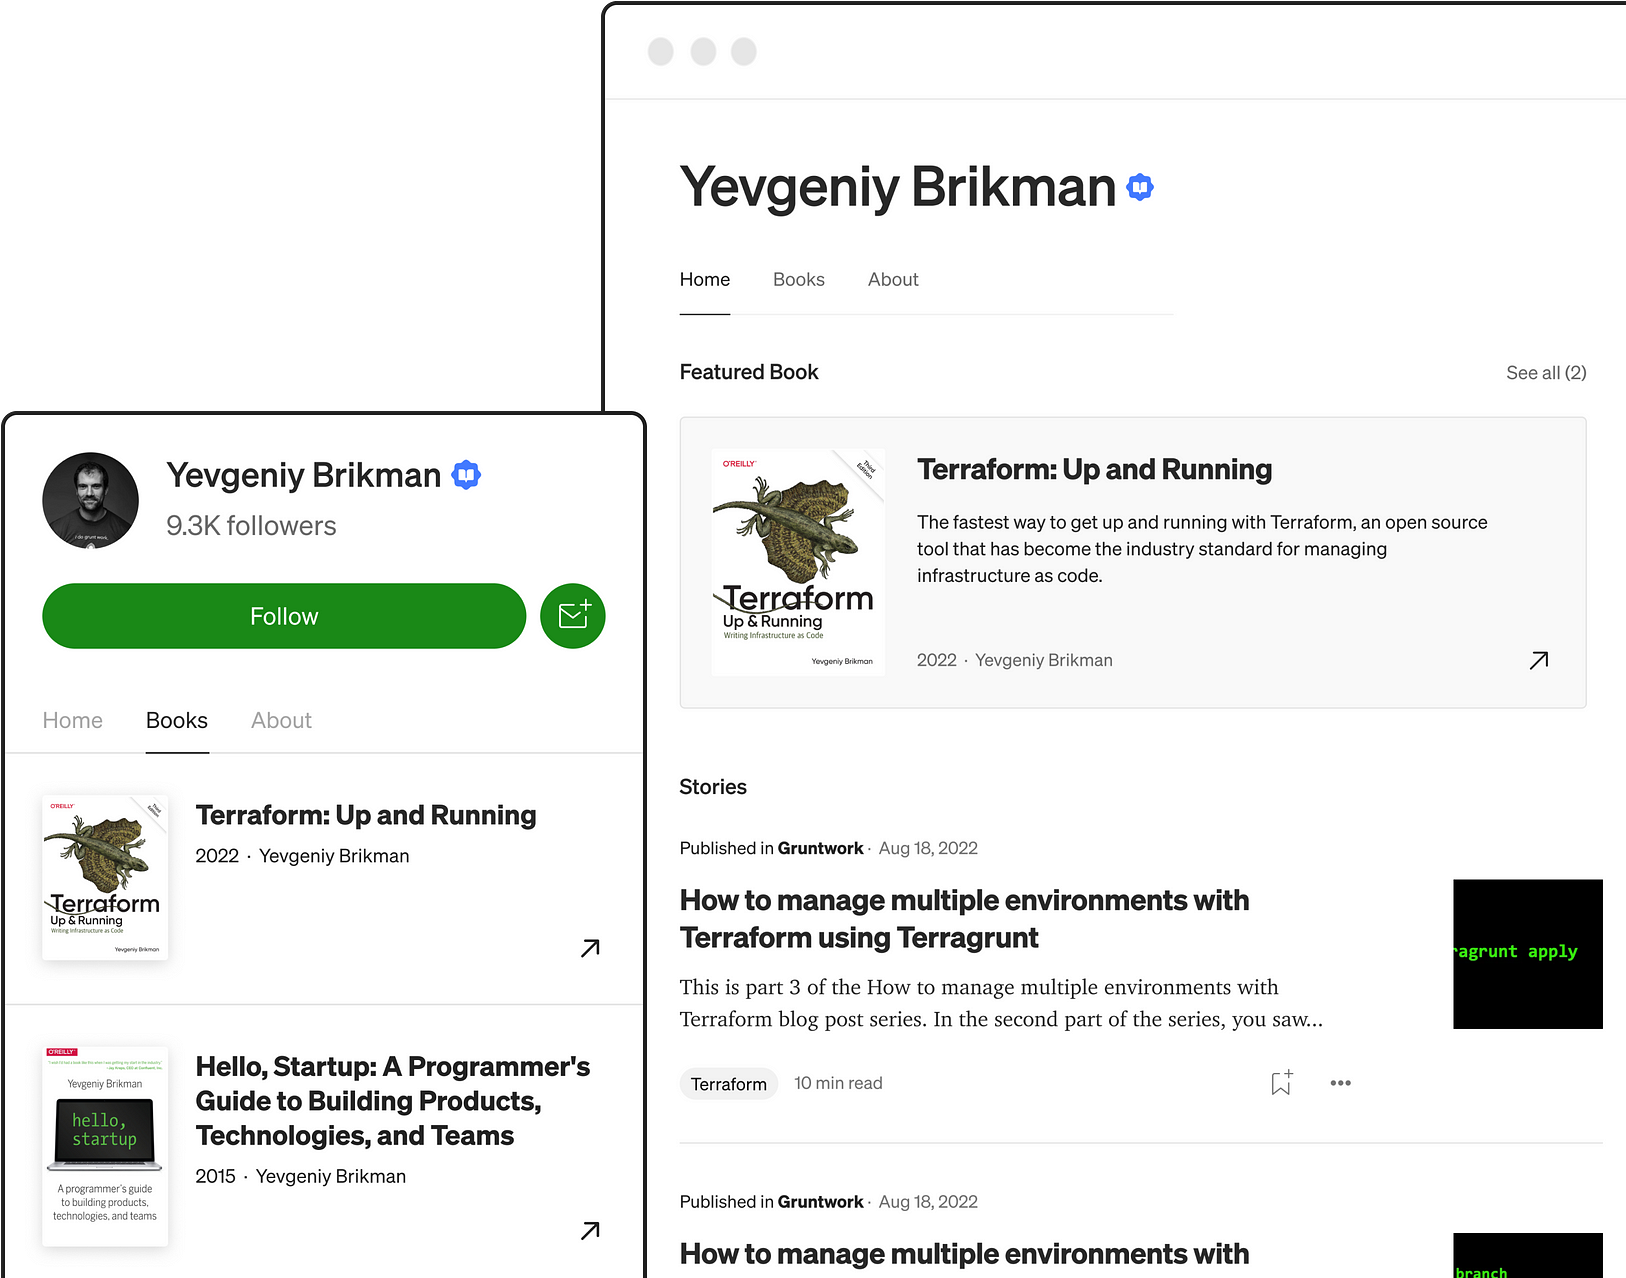 Yevgeniy Brikman
Home Books About
Featured Book
See all (2)
O'REILLY
Third
Edition
Terraform
Up & Running
Writing Infrastructure as Code
Yevgeniy Brikman
Terraform: Up and Running
The fastest way to get up and running with Terraform, an open source
tool that has become the industry standard for managing
infrastructure as code.
2022 · Yevgeniy Brikman
Stories
Published in Gruntwork · Aug 18, 2022
How to manage multiple environments with
Terraform using Terragrunt
This is part 3 of the How to manage multiple environments with
Terraform blog post series. In the second part of the series, you saw...
ragrunt apply
Terraform 10 min read
Published in Gruntwork · Aug 18, 2022
How to manage multiple environments with
branch
Yevgeniy Brikman
9.3K followers
i do grunt work
Follow
Home Books About
O'REILLY
Third
Edition
Terraform
Up & Running
Writing Infrastructure as Code
Yevgeniy Brikman
Terraform: Up and Running
2022 · Yevgeniy Brikman
O'REILLY
Yevgeniy Brikman
hello,
startup
A programmer's guide
to building products,
technologies, and teams
Hello, Startup: A Programmer's
Guide to Building Products,
Technologies, and Teams
2015 · Yevgeniy Brikman